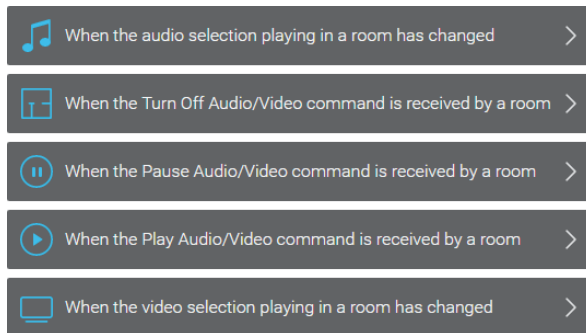 When the audio selection playing in a room has changed
When the Turn Off Audio/Video command is received by a room
When the Pause Audio/Video command is received by a room
When the Play Audio/Video command is received by a room
When the video selection playing in a room has changed